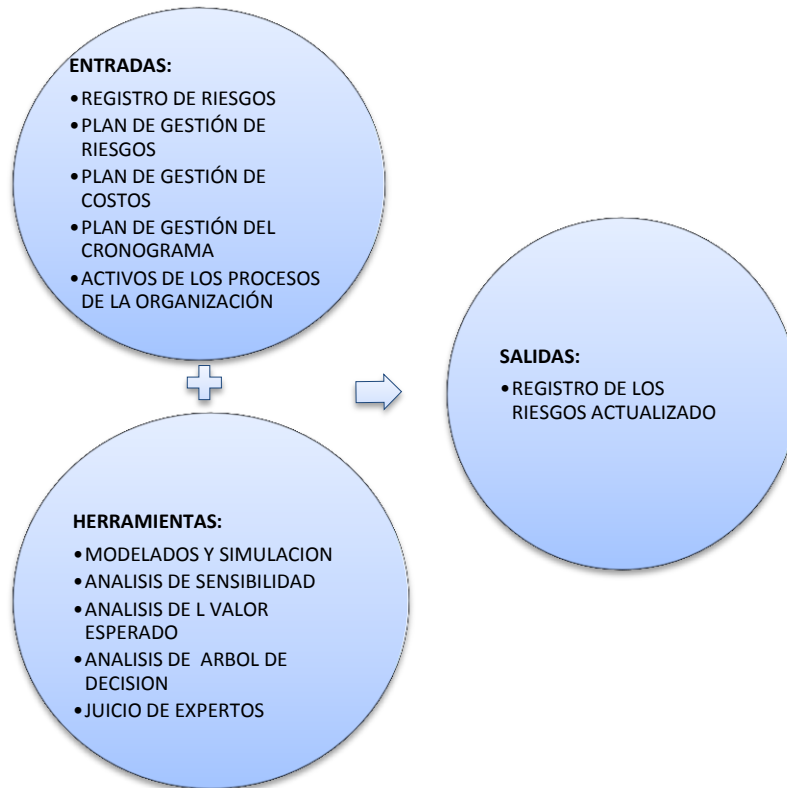 ENTRADAS:
•REGISTRO DE RIESGOS
•PLAN DE GESTIÓN DE
RIESGOS
•PLAN DE GESTIÓN DE
COSTOS
•PLAN DE GESTIÓN DEL
CRONOGRAMA
•ACTIVOS DE LOS PROCESOS
DE LA ORGANIZACIÓN
HERRAMIENTAS:
•MODELADOS Y SIMULACION
•ANALISIS DE SENSIBILIDAD
•ANALISIS DE L VALOR
ESPERADO
•ANALISIS DE ARBOL DE
DECISION
•JUICIO DE EXPERTOS
SALIDAS:
•REGISTRO DE LOS
RIESGOS ACTUALIZADO